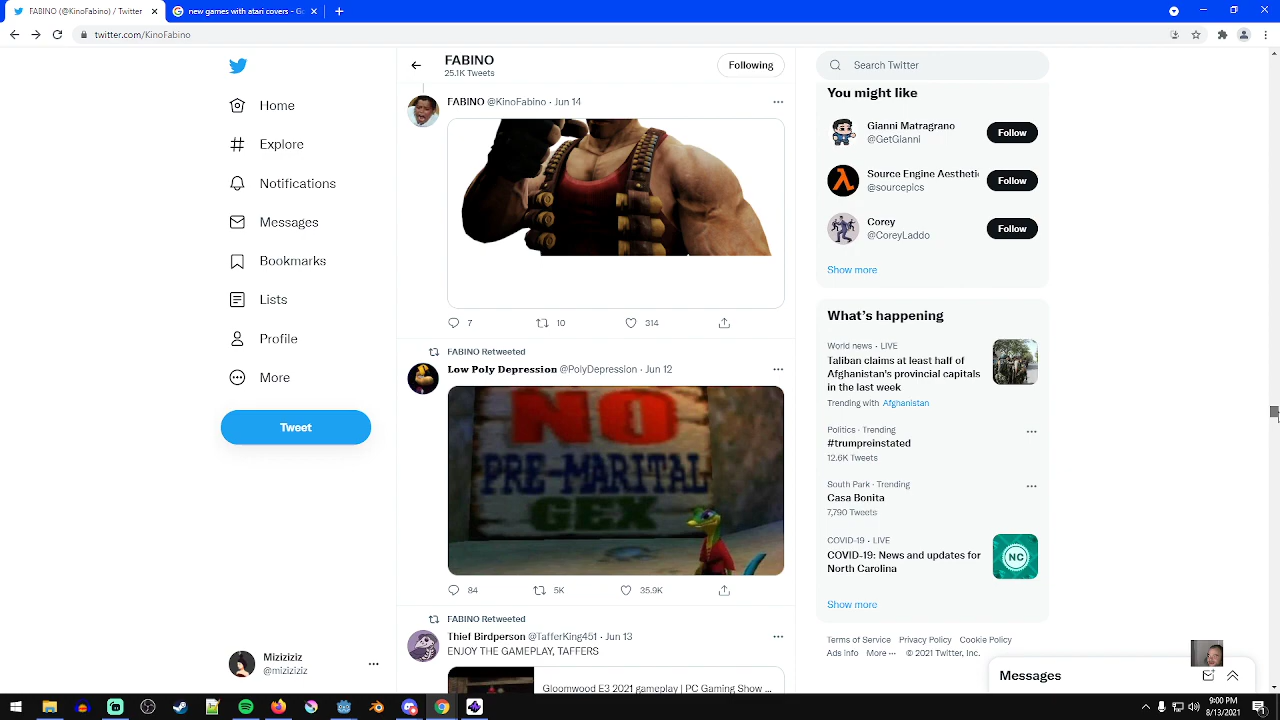 FABINO (@KinoFabino) / Twitter
new games with atari covers - Go
twitter.com/KinoFabino
FABINO
25.1K Tweets
Following
Search Twitter
Home
Explore
Notifications
Messages
Bookmarks
Lists
Profile
More
Tweet
Miziziziz
@miziziziz
FABINO @KinoFabino · Jun 14
7
10
314
FABINO Retweeted
Low Poly Depression @PolyDepression · Jun 12
NO
PRE-MARITAL
GEX
84
5K
35.9K
FABINO Retweeted
Thief Birdperson @TafferKing451 · Jun 13
ENJOY THE GAMEPLAY, TAFFERS
Gloomwood E3 2021 gameplay | PC Gaming Show ...
You might like
Gianni Matragrano
@GetGianni
Follow
Source Engine Aesthetic
@sourcepics
Follow
Corey
@CoreyLaddo
Follow
Show more
What's happening
World news · LIVE
Taliban claims at least half of
Afghanistan's provincial capitals
in the last week
Trending with Afghanistan
Politics · Trending
#trumpreinstated
12.6K Tweets
South Park · Trending
Casa Bonita
7,790 Tweets
COVID-19 · LIVE
COVID-19: News and updates for
North Carolina
NC
Show more
Terms of Service Privacy Policy Cookie Policy
Ads Info More ··· © 2021 Twitter, Inc.
Messages
9:00 PM
8/13/2021